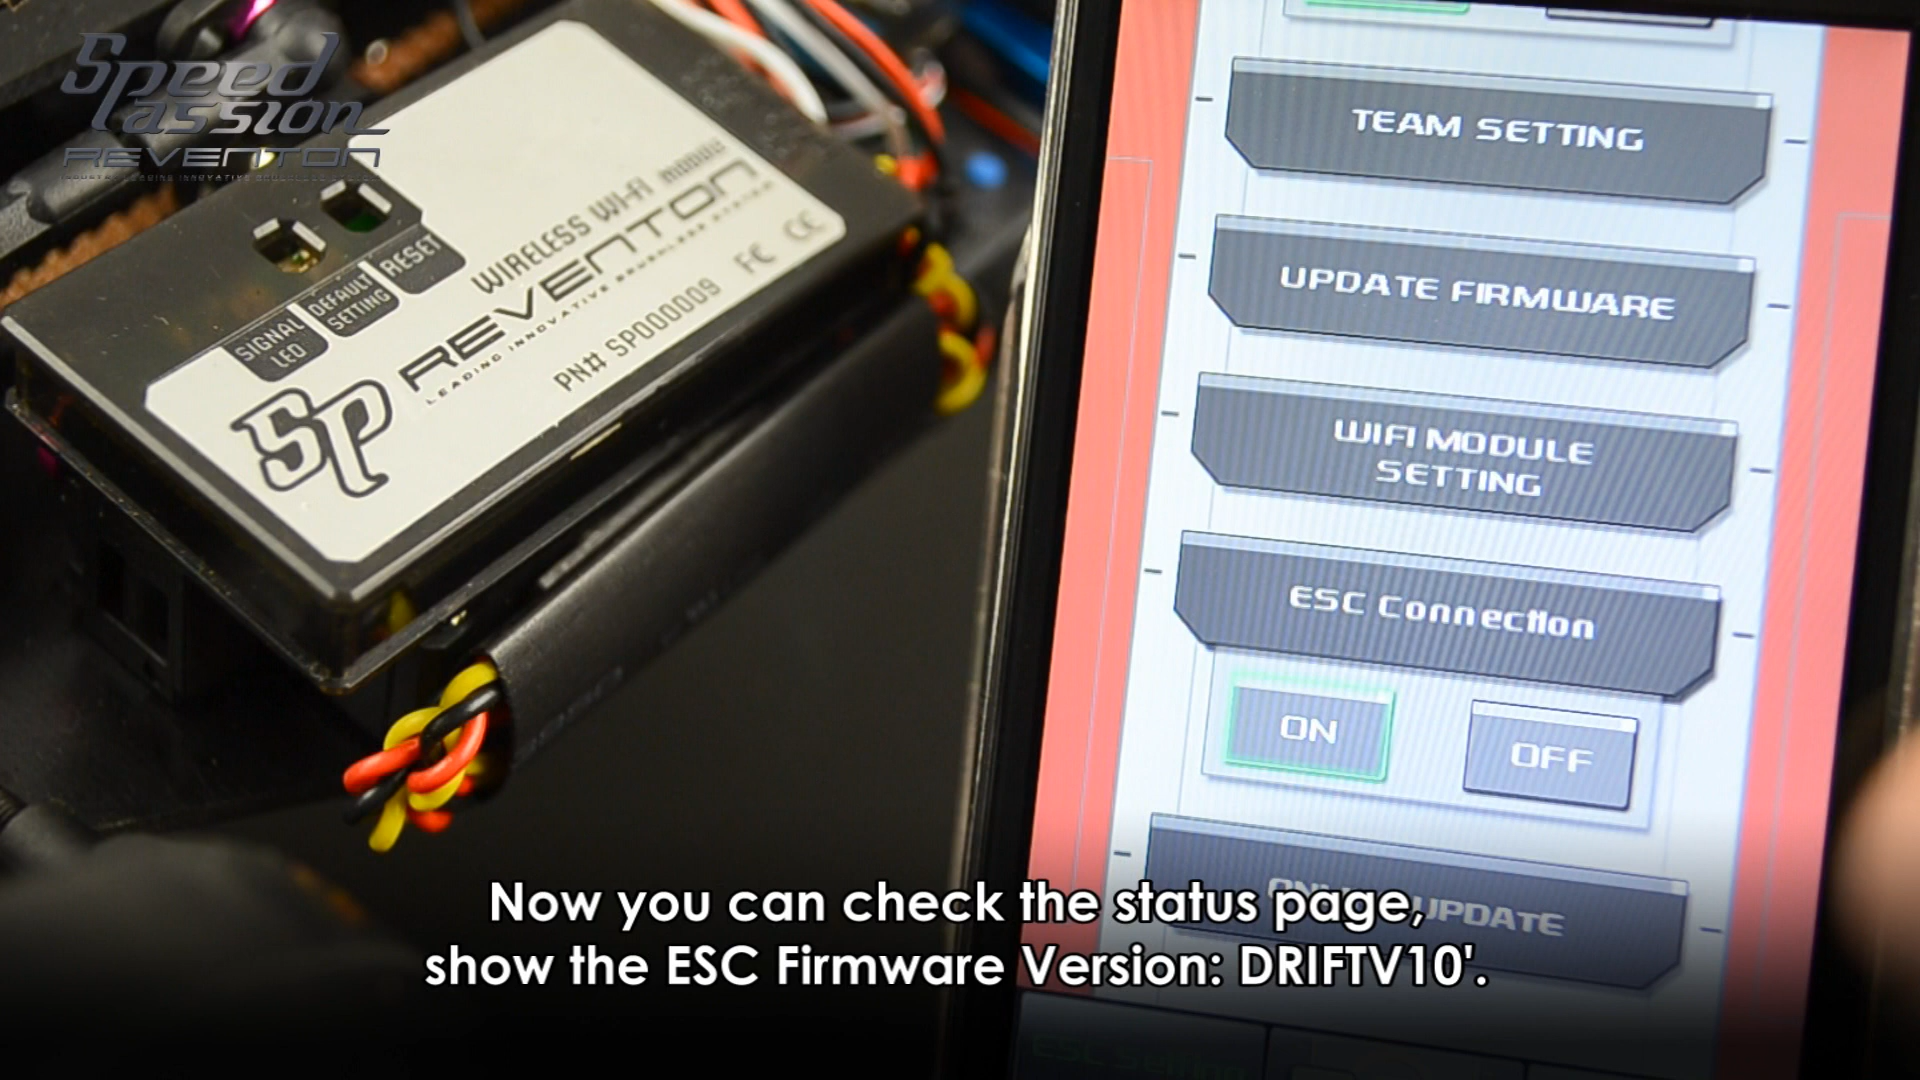 Speed
Passion
REVENTON
WIRELESS WI-FI MODULE
REVENTON
LEADING INNOVATIVE BRUSHLESS SYSTEM
PN# SP000009 FC CE
RESET
DEFAULT
SETTING
SIGNAL
LED
SP
TEAM SETTING
UPDATE FIRMWARE
WIFI MODULE
SETTING
ESC Connection
ON OFF
UPDATE
Now you can check the status page,
show the ESC Firmware Version: DRIFTV10'.